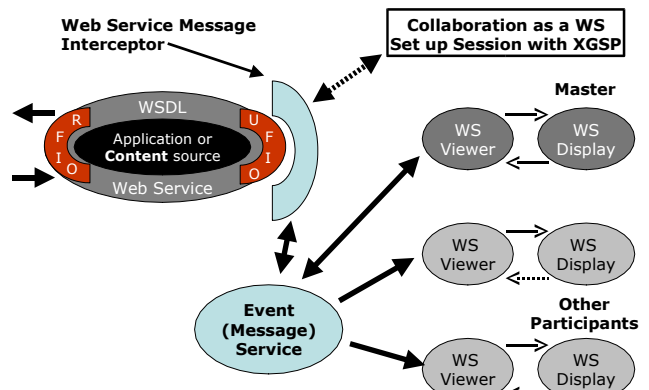 Web Service Message
Interceptor
Collaboration as a WS
Set up Session with XGSP
Master
WSDL
R
F
I
O
U
F
I
O
Application or
Content source
Web Service
WS
Viewer
WS
Display
WS
Viewer
WS
Display
Event
(Message)
Service
Other
Participants
WS
Viewer
WS
Display